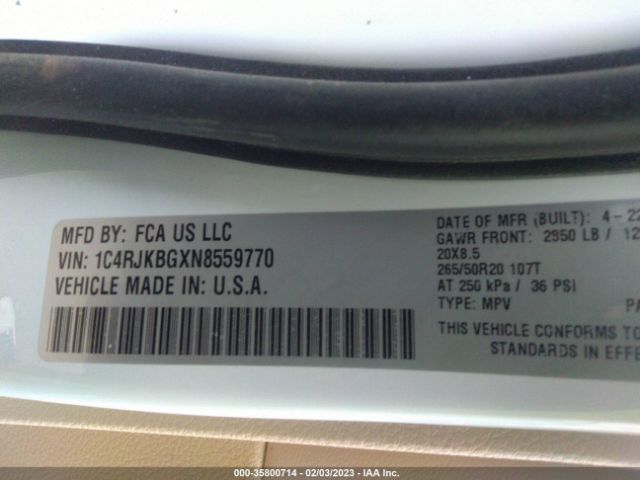 MFD BY: FCA US LLC
VIN: 1C4RJKBGXN8559770
VEHICLE MADE IN: U.S.A.
DATE OF MFR (BUILT): 4-22
GAWR FRONT: 2950 LB / 12
20X8.5
265/50R20 107T
AT 250 kPa / 36 PSI
TYPE: MPV PA
THIS VEHICLE CONFORMS TO
STANDARDS IN EFFE
000-35800714 - 02/03/2023 - IAA Inc.